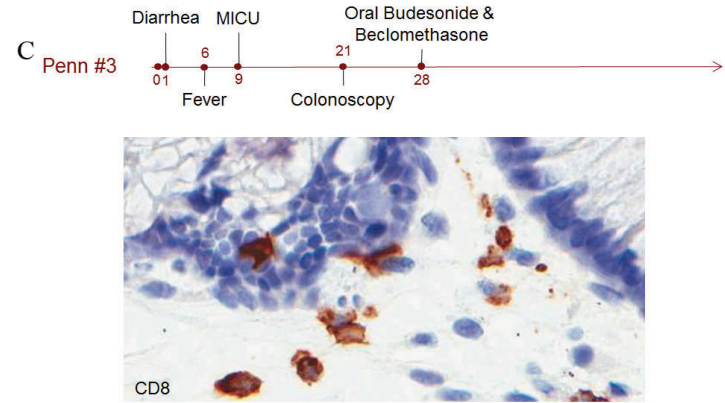 Oral Budesonide &
Beclomethasone
Diarrhea MICU
C
Penn #3
0 1 6 9 21 28
Fever Colonoscopy
CD8